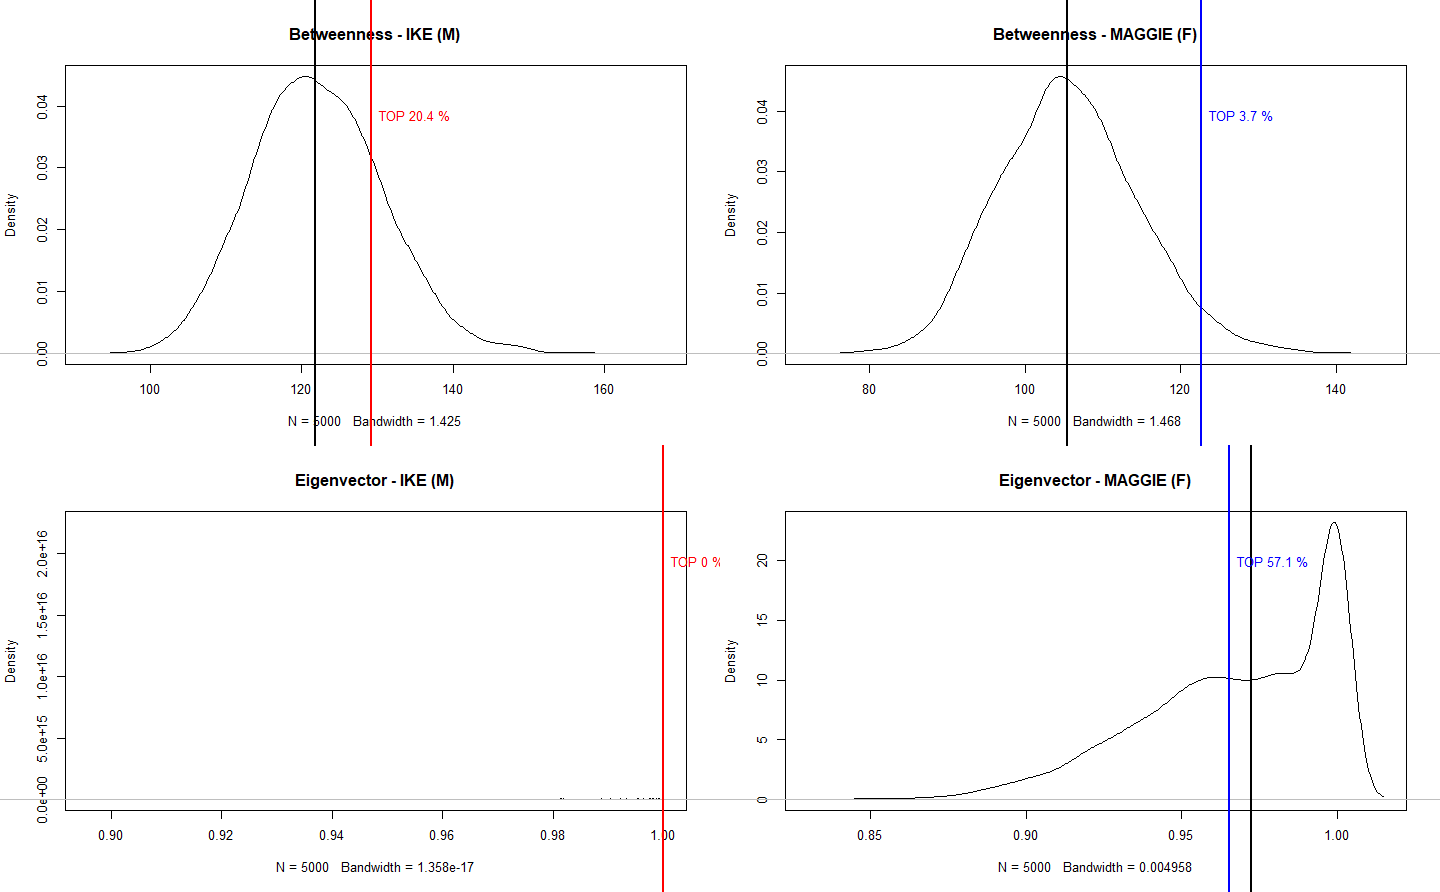 Betweenness - IKE (M)
Density
0.00
0.01
0.02
0.03
0.04
TOP 20.4 %
100
120
140
160
N = 5000   Bandwidth = 1.425
Betweenness - MAGGIE (F)
Density
0.00
0.01
0.02
0.03
0.04
TOP 3.7 %
80
100
120
140
N = 5000   Bandwidth = 1.468
Eigenvector - IKE (M)
Density
0.0e+00
5.0e+15
1.0e+16
1.5e+16
2.0e+16
TOP 0 %
0.90
0.92
0.94
0.96
0.98
1.00
N = 5000   Bandwidth = 1.358e-17
Eigenvector - MAGGIE (F)
Density
0
5
10
15
20
TOP 57.1 %
0.85
0.90
0.95
1.00
N = 5000   Bandwidth = 0.004958